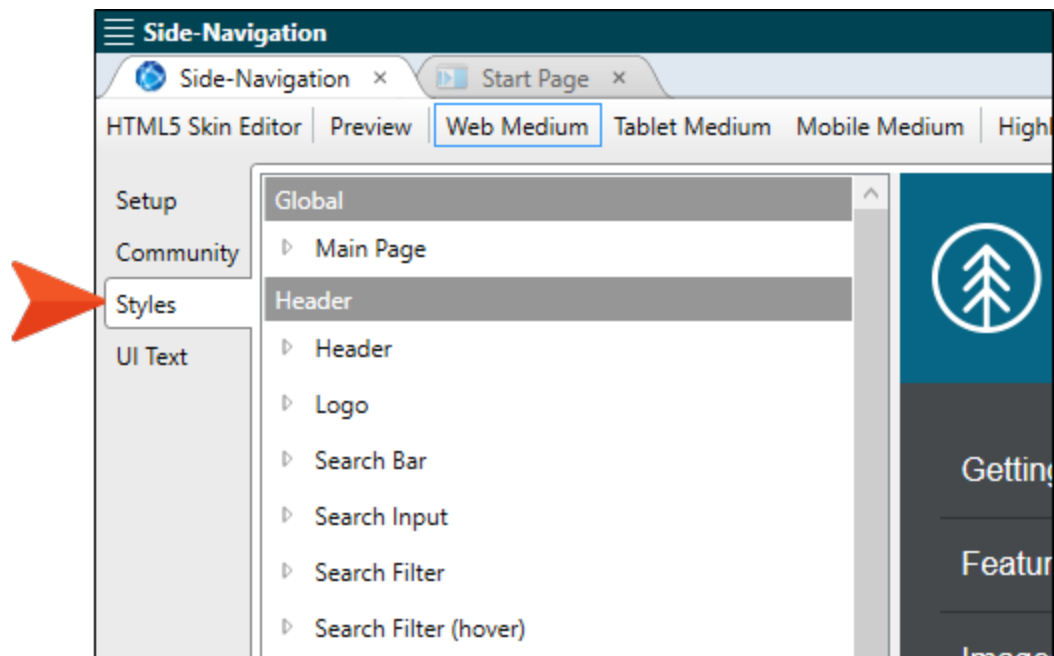 Side-Navigation
Side-Navigation × Start Page ×
HTML5 Skin Editor Preview Web Medium Tablet Medium Mobile Medium
Setup
Community
Styles
UI Text
Global
Main Page
Header
Header
Logo
Search Bar
Search Input
Search Filter
Search Filter (hover)